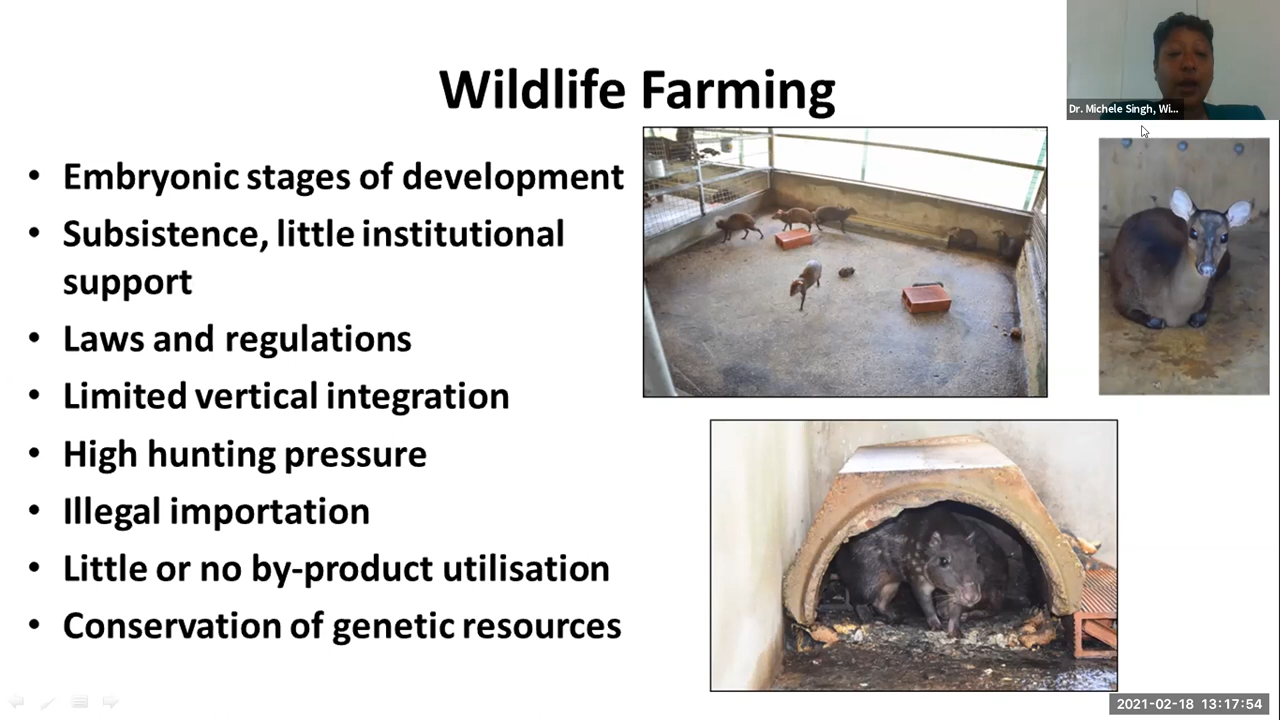 Wildlife Farming
Dr. Michele Singh, Wi...
• Embryonic stages of development
• Subsistence, little institutional
support
• Laws and regulations
• Limited vertical integration
• High hunting pressure
• Illegal importation
• Little or no by-product utilisation
• Conservation of genetic resources
2021-02-18 13:17:54